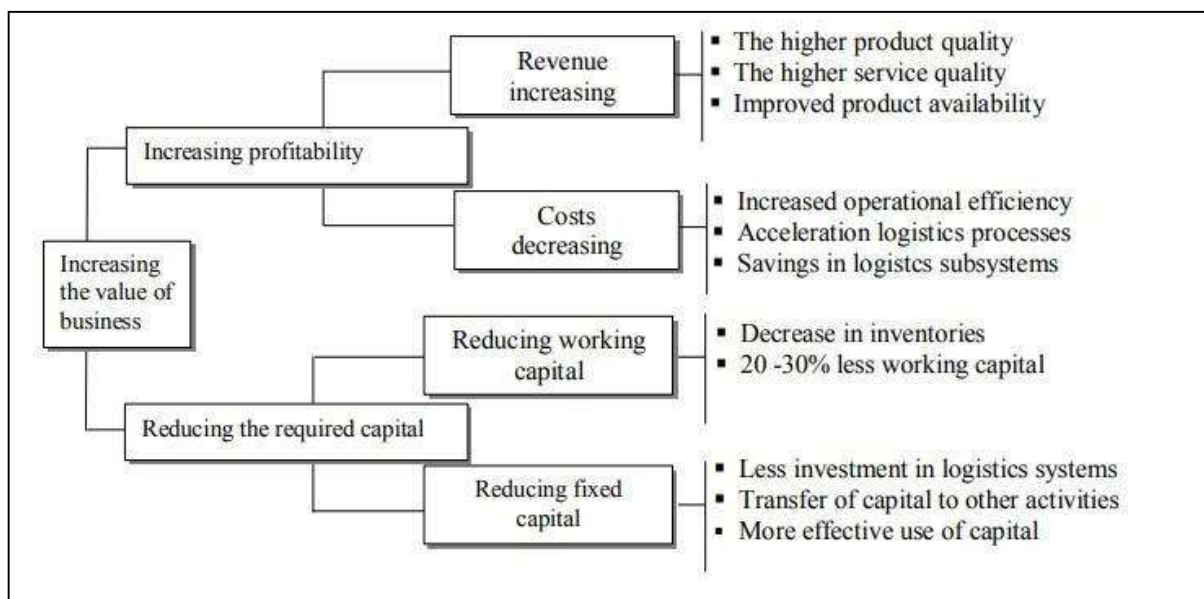 Revenue
increasing
▪ The higher product quality
▪ The higher service quality
▪ Improved product availability
Increasing profitability
Costs
decreasing
▪ Increased operational efficiency
▪ Acceleration logistics processes
▪ Savings in logistcs subsystems
Increasing
the value of
business
Reducing working
capital
▪ Decrease in inventories
▪ 20 -30% less working capital
Reducing the required capital
Reducing fixed
capital
▪ Less investment in logistics systems
▪ Transfer of capital to other activities
▪ More effective use of capital